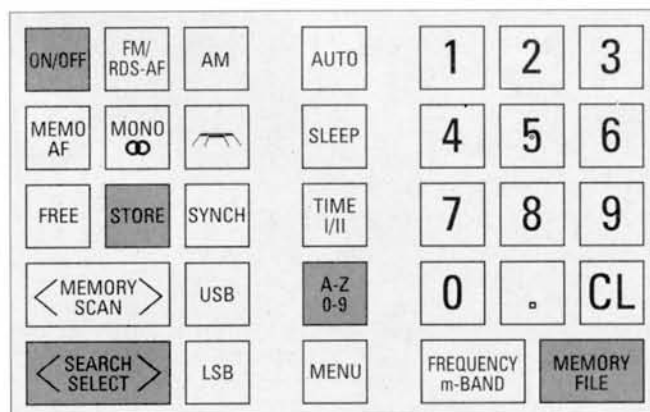 ON/OFF
FM/
RDS-AF
AM
AUTO
1
2
3
MEMO
AF
MONO
SLEEP
4
5
6
FREE
STORE
SYNCH
TIME
I/II
7
8
9
< MEMORY
SCAN >
USB
A-Z
0-9
0
.
CL
< SEARCH
SELECT >
LSB
MENU
FREQUENCY
m-BAND
MEMORY
FILE